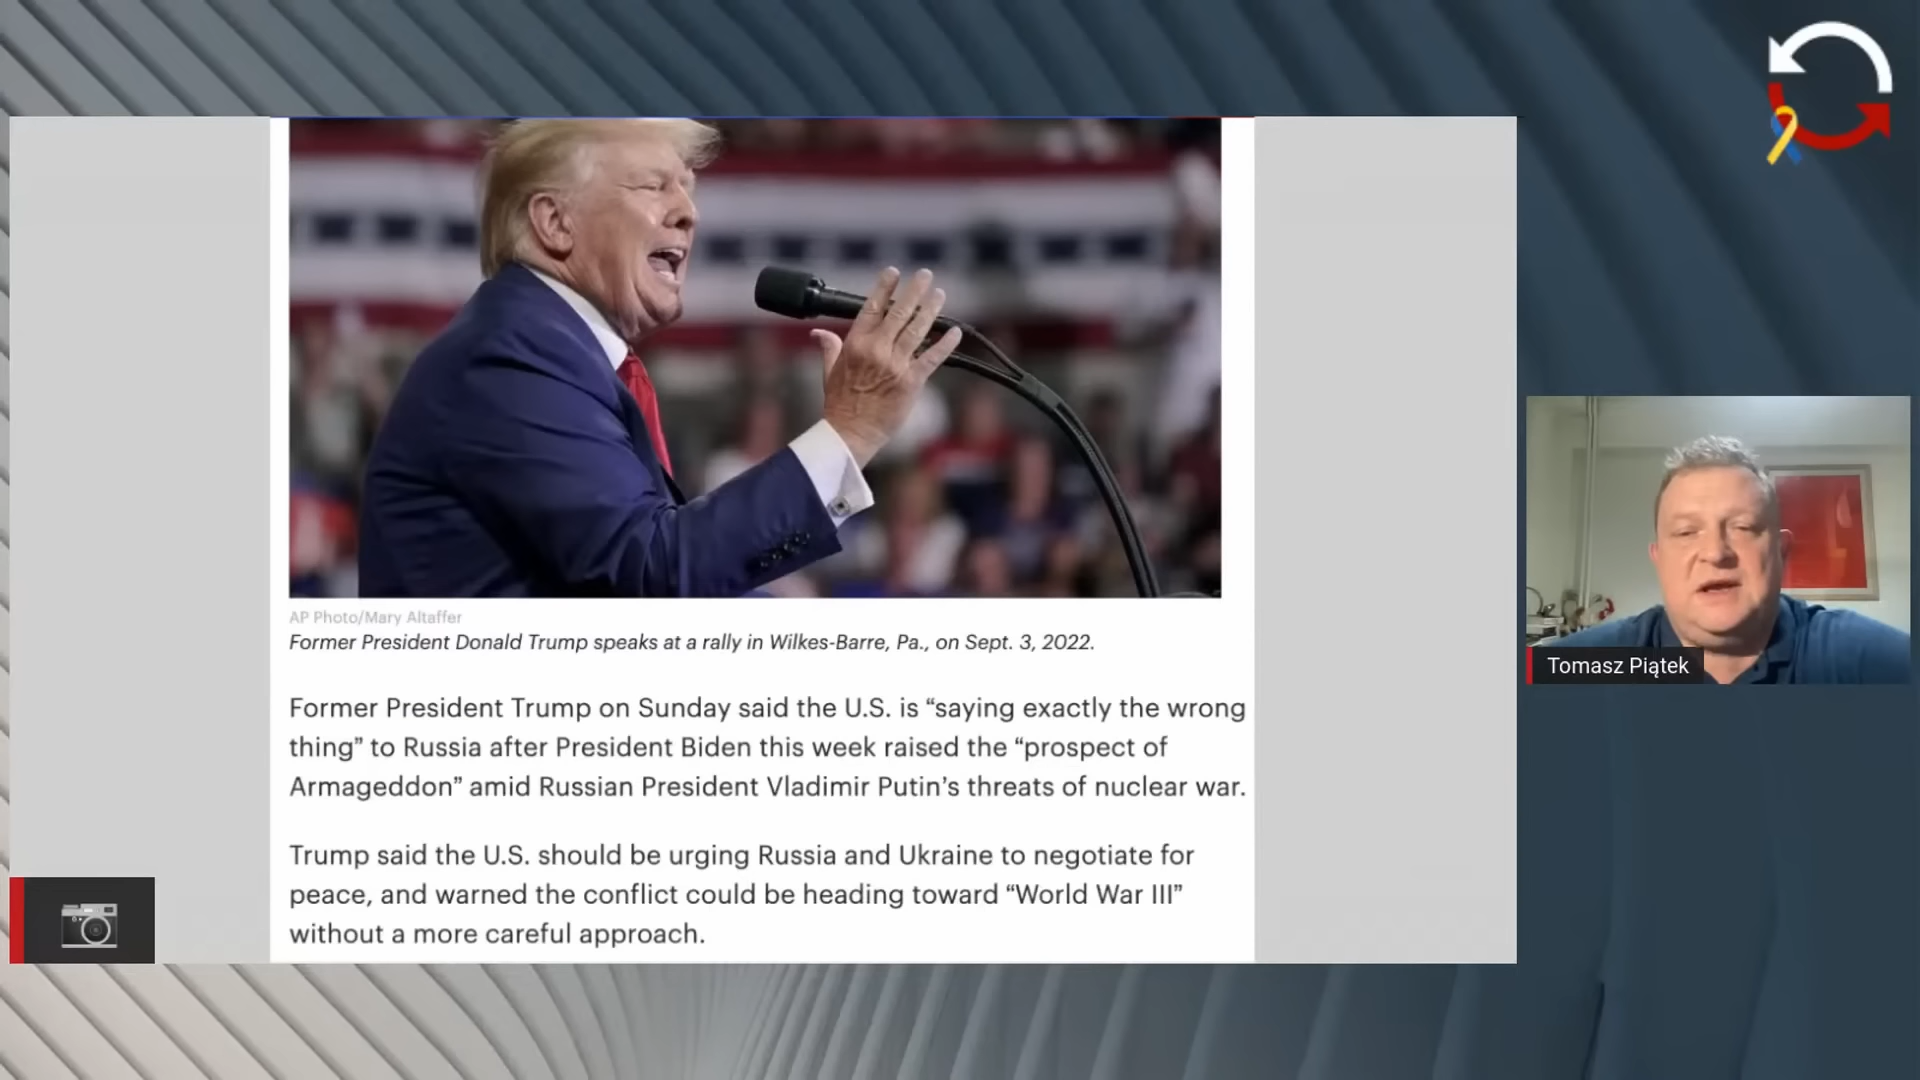 AP Photo/Mary Altaffer
Former President Donald Trump speaks at a rally in Wilkes-Barre, Pa., on Sept. 3, 2022.
Former President Trump on Sunday said the U.S. is “saying exactly the wrong
thing” to Russia after President Biden this week raised the “prospect of
Armageddon” amid Russian President Vladimir Putin’s threats of nuclear war.
Trump said the U.S. should be urging Russia and Ukraine to negotiate for
peace, and warned the conflict could be heading toward “World War III”
without a more careful approach.
Tomasz Piątek